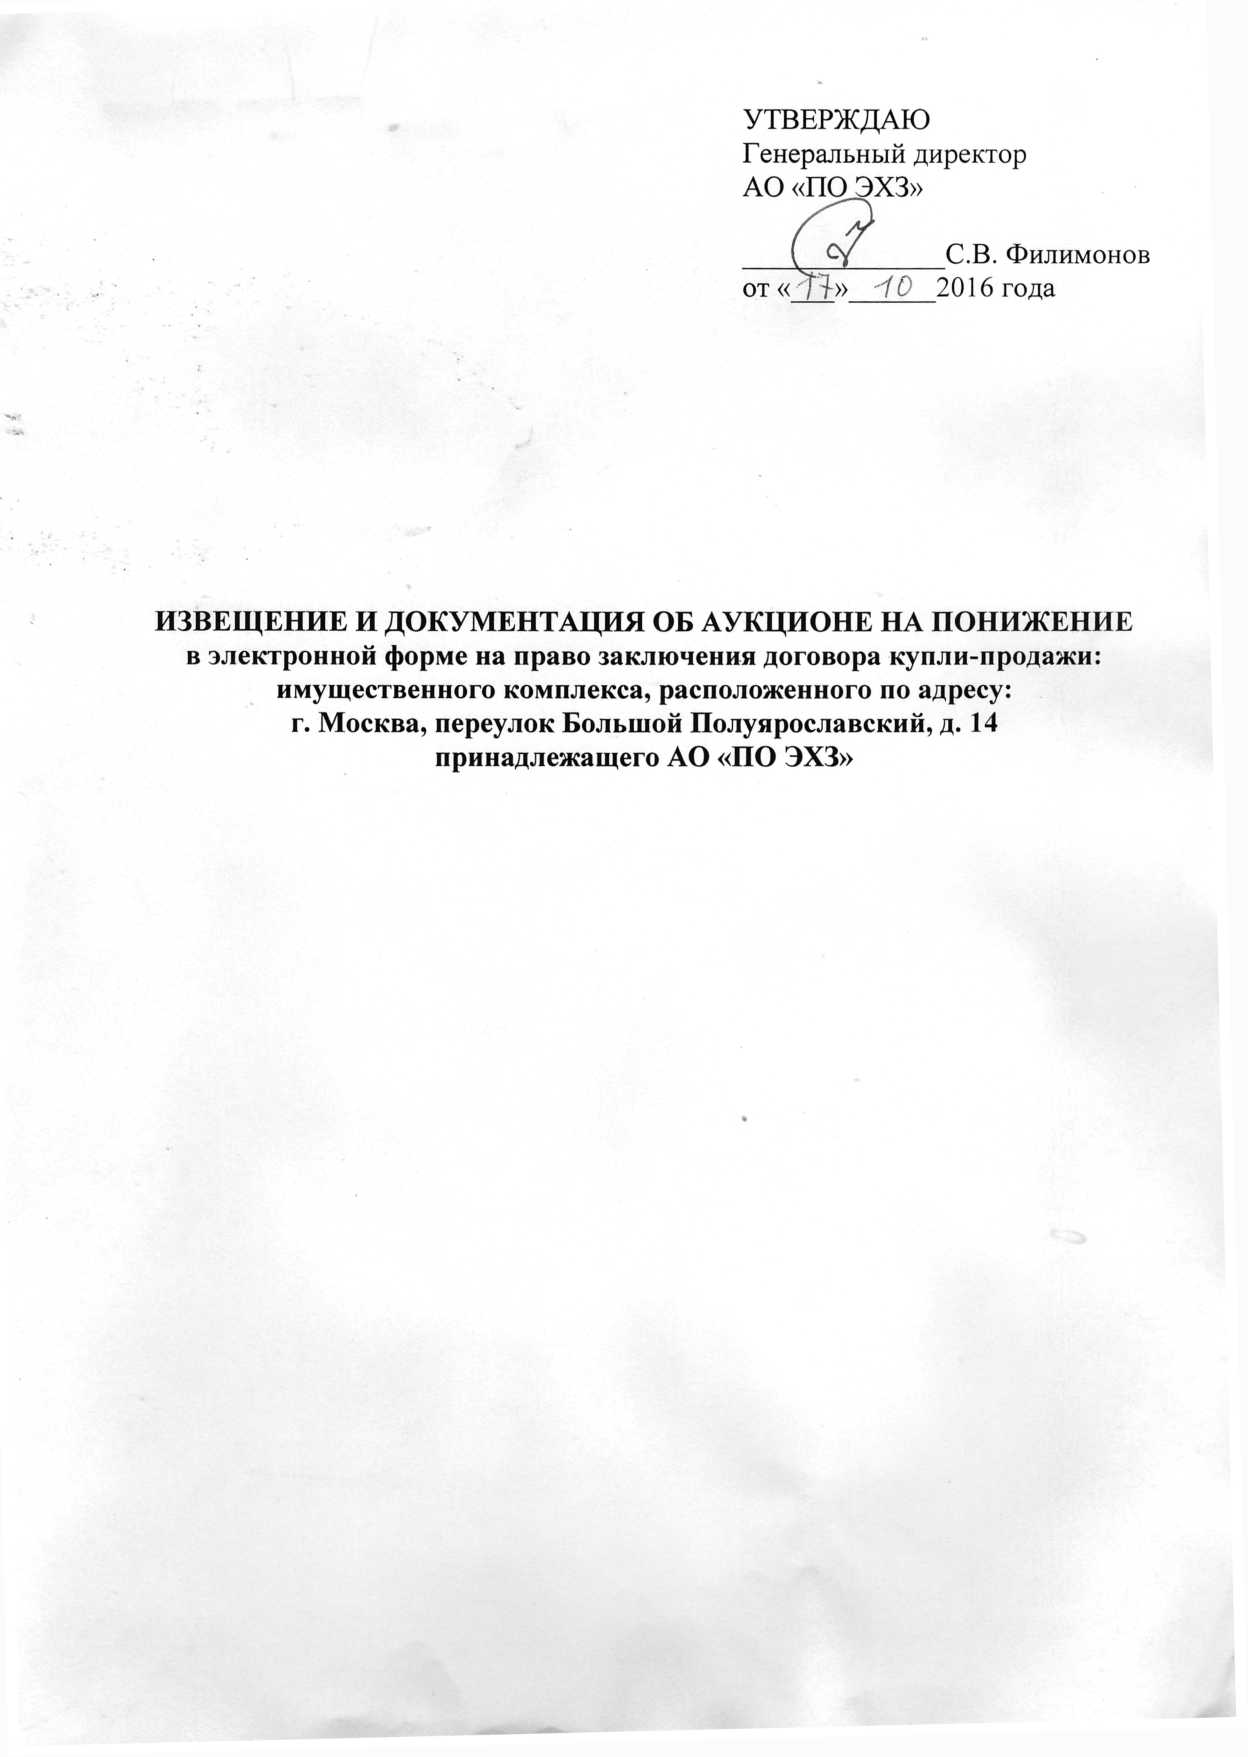 УТВЕРЖДАЮ
Генеральный директор
АО «ПО ЭХЗ»
______________С.В. Филимонов
от «17» 10 2016 года
ИЗВЕЩЕНИЕ И ДОКУМЕНТАЦИЯ ОБ АУКЦИОНЕ НА ПОНИЖЕНИЕ
в электронной форме на право заключения договора купли-продажи:
имущественного комплекса, расположенного по адресу:
г. Москва, переулок Большой Полуярославский, д. 14
принадлежащего АО «ПО ЭХЗ»